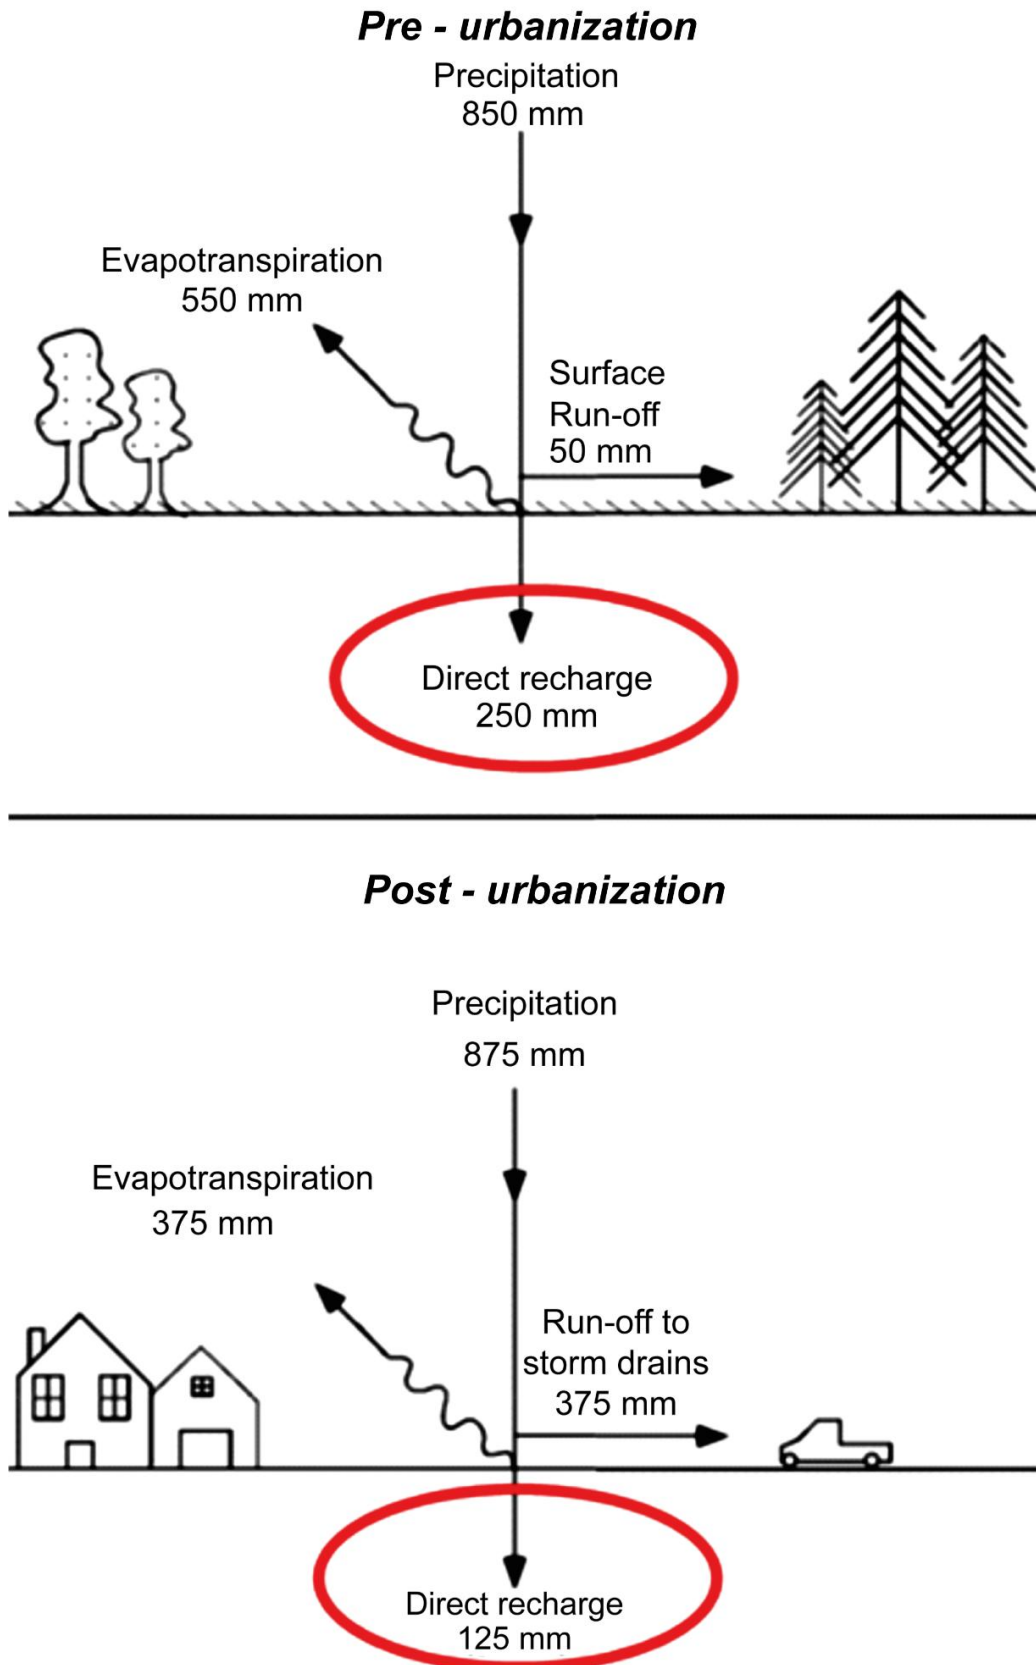 Pre - urbanization
Precipitation
850 mm
Evapotranspiration
550 mm
Surface
Run-off
50 mm
Direct recharge
250 mm
Post - urbanization
Precipitation
875 mm
Evapotranspiration
375 mm
Run-off to
storm drains
375 mm
Direct recharge
125 mm